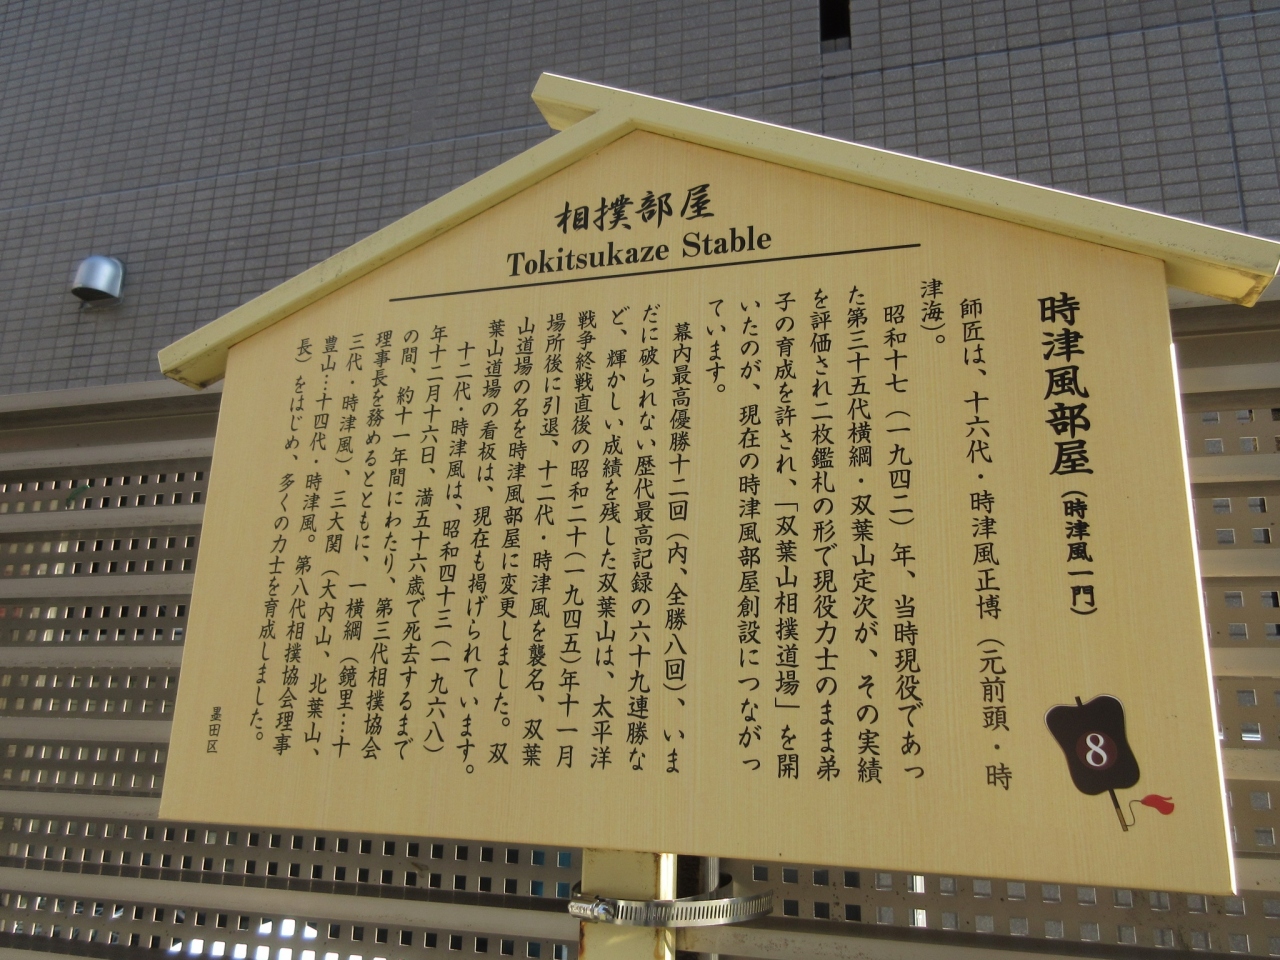 相撲部屋
Tokitsukaze Stable
時津風部屋（時津風一門）
師匠は、十六代・時津風正博（元前頭・時
津海）。
昭和十七（一九四二）年、当時現役であっ
た第三十五代横綱・双葉山定次が、その実績
を評価され二枚鑑札の形で現役力士のまま弟
子の育成を許され、「双葉山相撲道場」を開
いたのが、現在の時津風部屋創設につながっ
ています。
幕内最高優勝十二回（内、全勝八回）、いま
だに破られない歴代最高記録の六十九連勝な
ど、輝かしい成績を残した双葉山は、太平洋
戦争終戦直後の昭和二十（一九四五）年十一月
場所後に引退、十二代・時津風を襲名、双葉
山道場の名を時津風部屋に変更しました。双
葉山道場の看板は、現在も掲げられています。
十二代・時津風は、昭和四十三（一九六八）
年十二月十六日、満五十六歳で死去するまで
の間、約十一年間にわたり、第三代相撲協会
理事長を務めるとともに、一横綱（鏡里…十
三代・時津風）、三大関（大内山、北葉山、
豊山…十四代・時津風。第八代相撲協会理事
長）をはじめ、多くの力士を育成しました。
墨田区
8